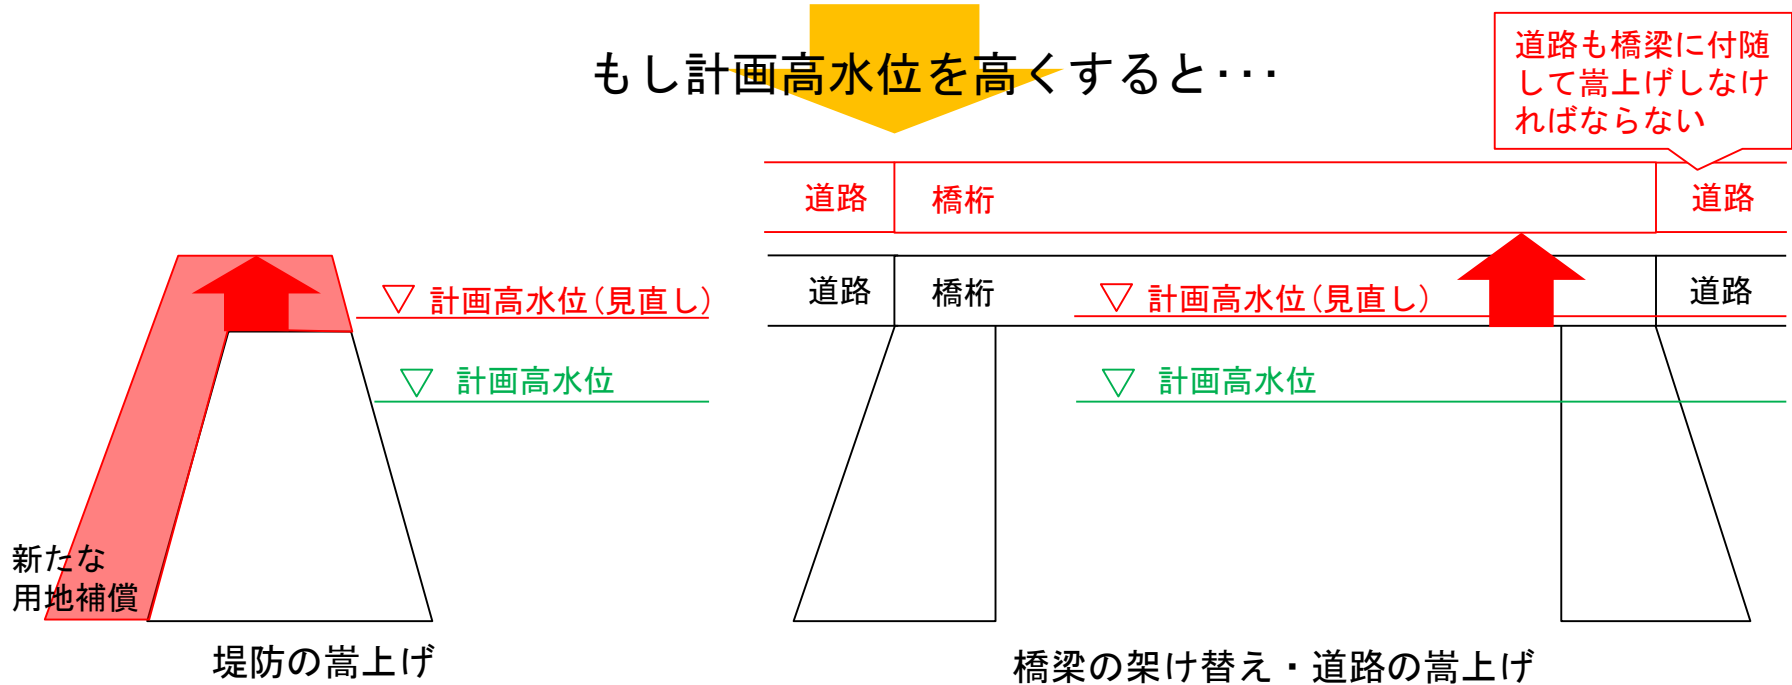 もし計画高水位を高くすると･･･
道路も橋梁に付随
して嵩上げしなけ
ればならない
道路
橋桁
道路
▽ 計画高水位(見直し)
道路
橋桁
▽ 計画高水位(見直し)
道路
▽ 計画高水位
▽ 計画高水位
新たな
用地補償
堤防の嵩上げ
橋梁の架け替え・道路の嵩上げ